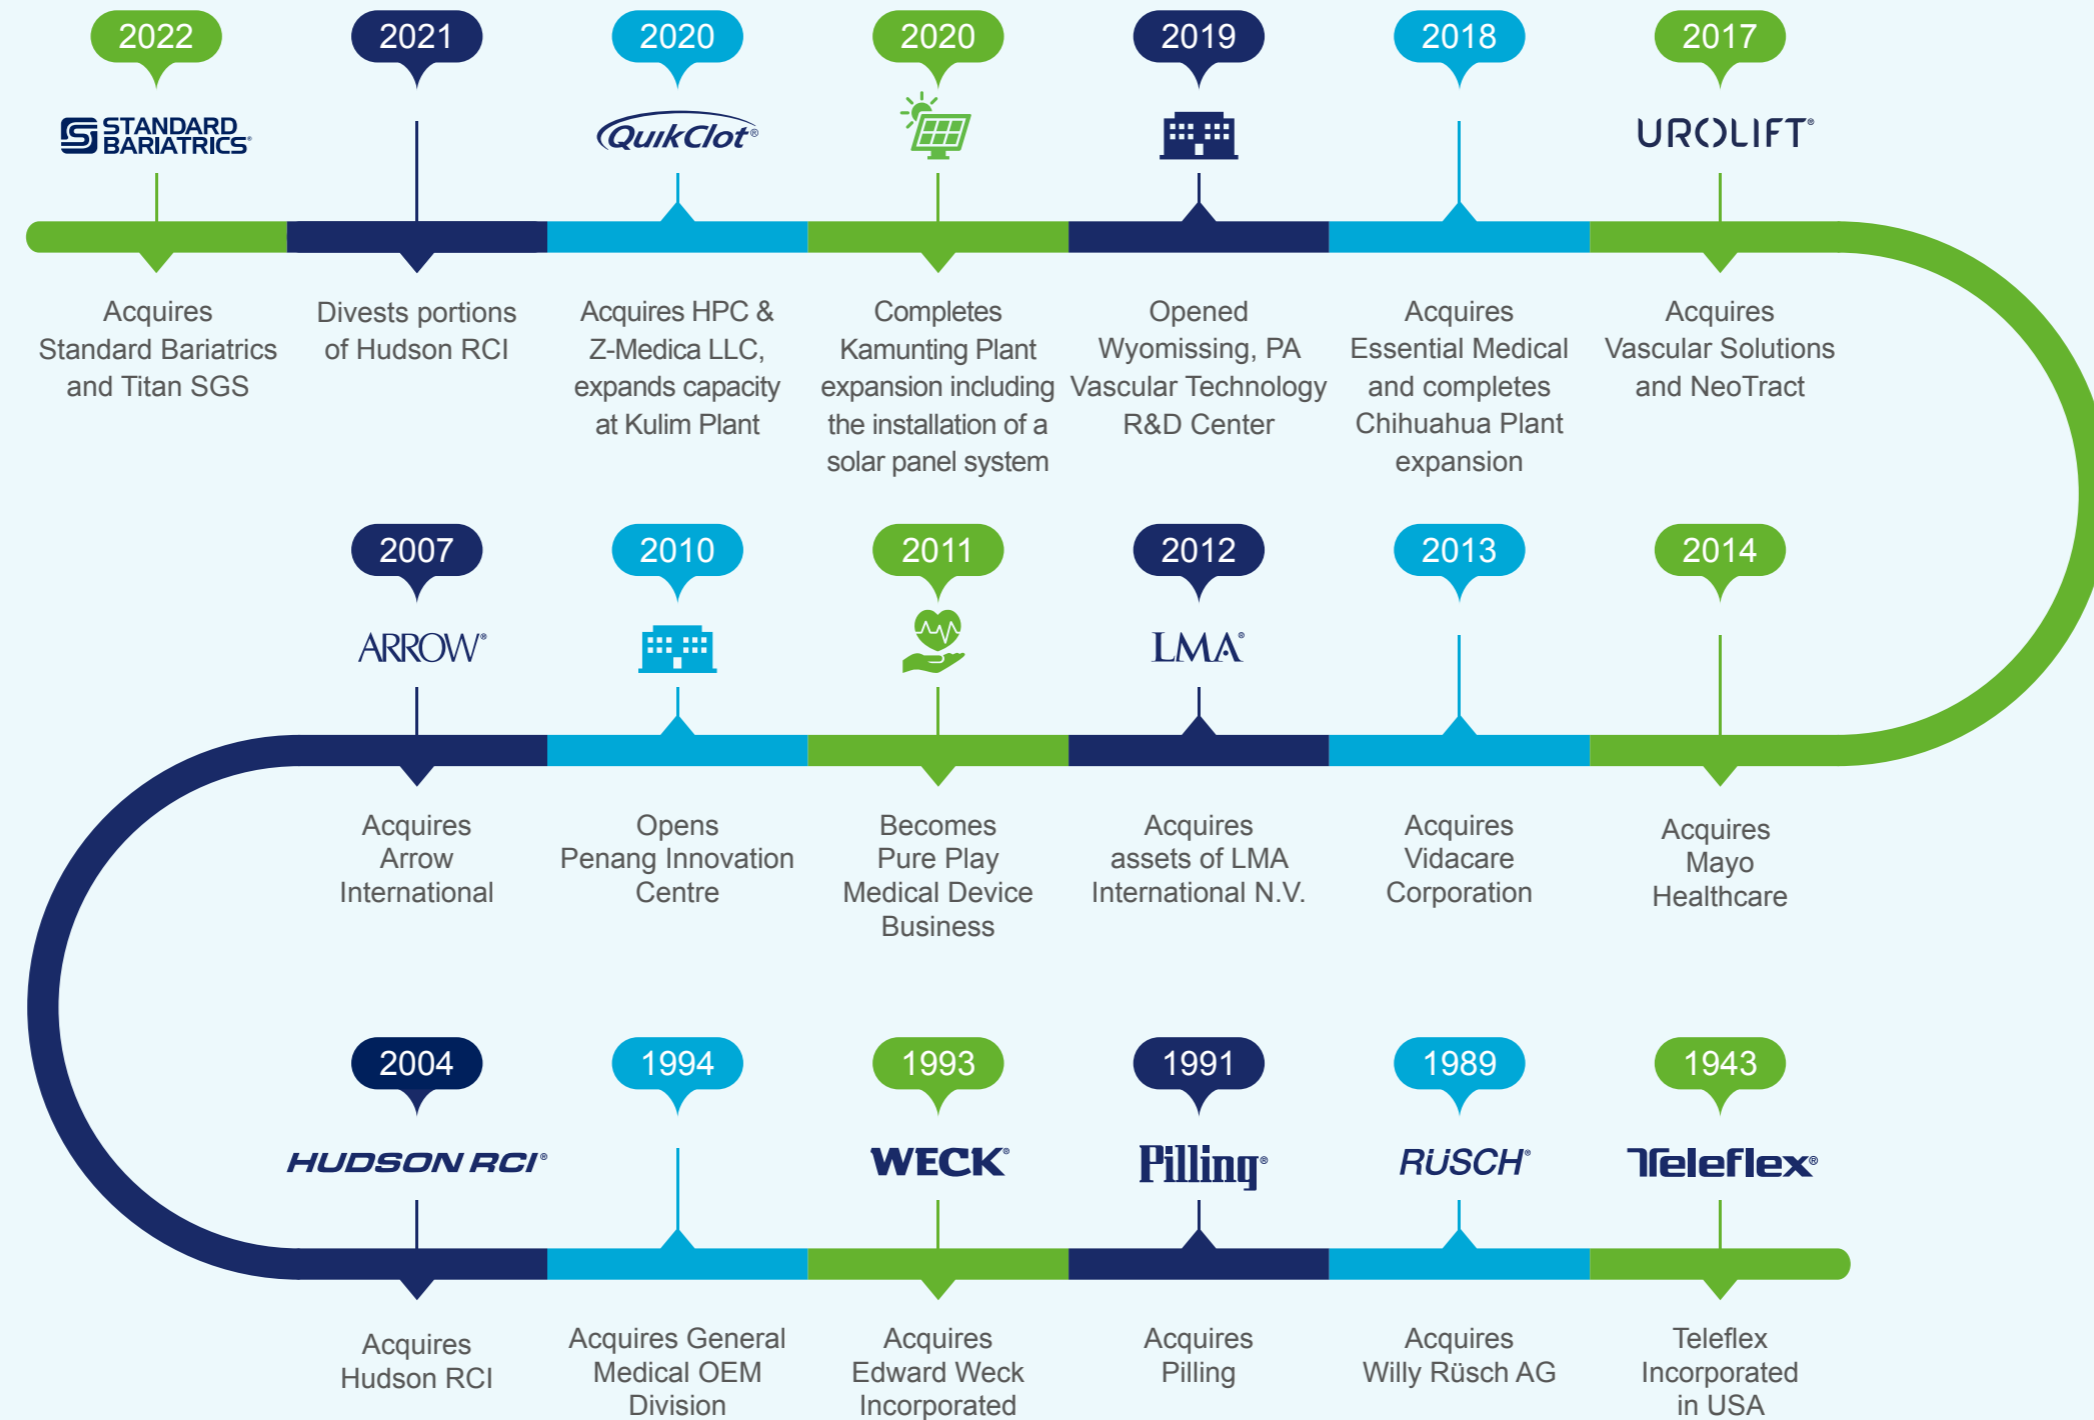 2022
STANDARD
BARIATRICS®
Acquires
Standard Bariatrics
and Titan SGS
2021
Divests portions
of Hudson RCI
2020
QuikClot®
Acquires HPC &
Z-Medica LLC,
expands capacity
at Kulim Plant
2020
Completes
Kamunting Plant
expansion including
the installation of a
solar panel system
2019
Opened
Wyomissing, PA
Vascular Technology
R&D Center
2018
Acquires
Essential Medical
and completes
Chihuahua Plant
expansion
2017
UROLIFT®
Acquires
Vascular Solutions
and NeoTract
2007
ARROW®
Acquires
Arrow
International
2010
Opens
Penang Innovation
Centre
2011
Becomes
Pure Play
Medical Device
Business
2012
LMA®
Acquires
assets of LMA
International N.V.
2013
Acquires
Vidacare
Corporation
2014
Acquires
Mayo
Healthcare
2004
HUDSON RCI®
Acquires
Hudson RCI
1994
Acquires General
Medical OEM
Division
1993
WECK®
Acquires
Edward Weck
Incorporated
1991
Pilling®
Acquires
Pilling
1989
RÜSCH®
Acquires
Willy Rüsch AG
1943
Teleflex®
Teleflex
Incorporated
in USA